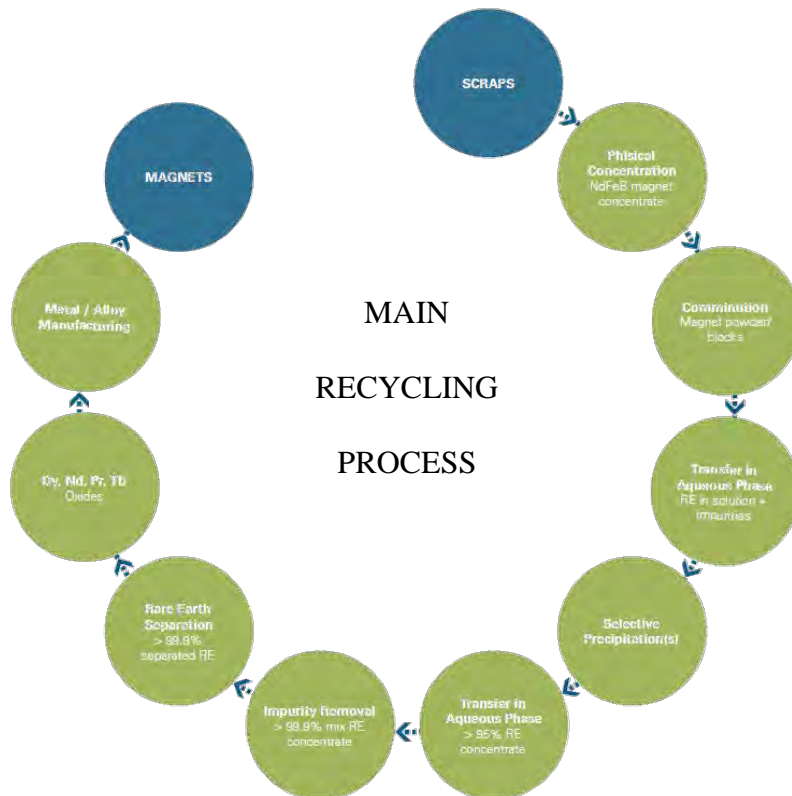 SCRAPS
Phisical
Concentration
NdFeB magnet
concentrate
Comminution
Magnet powder/
blocks
Transfer in
Aqueous Phase
RE in solution +
impurities
Selective
Precipitation(s)
Transfer in
Aqueous Phase
> 95% RE
concentrate
Impurity Removal
> 99.9% mix RE
concentrate
Rare Earth
Separation
> 99.9%
separated RE
Dy, Nd, Pr, Tb
Oxides
Metal / Alloy
Manufacturing
MAGNETS
MAIN
RECYCLING
PROCESS